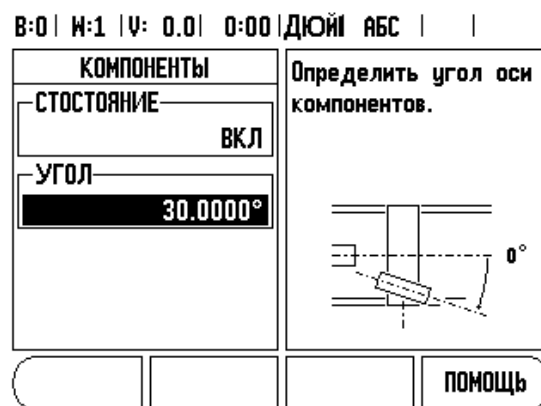 B:0 | W:1 | V: 0.0 | 0:00 | ДЮЙМ АБС | |
КОМПОНЕНТЫ
СТОСТОЯНИЕ
ВКЛ
УГОЛ
30.0000°
Определить угол оси
компонентов.
0°
ПОМОЩЬ